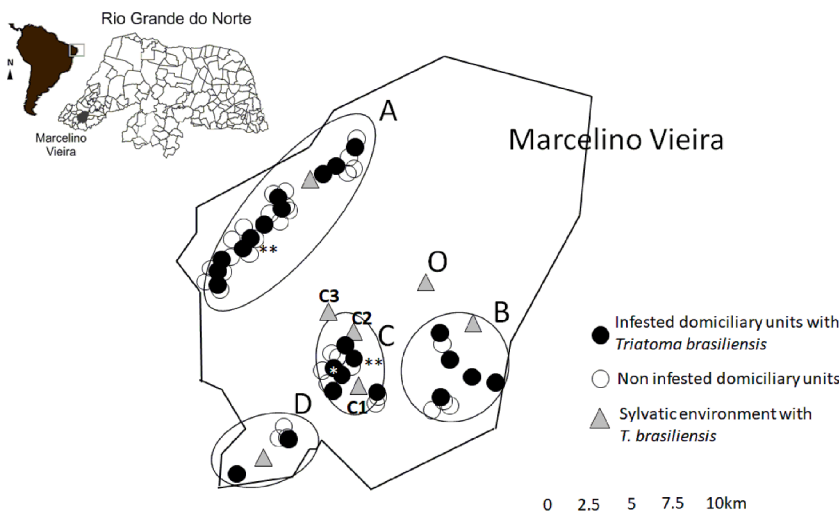 Rio Grande do Norte
N
Marcelino
Vieira
A
Marcelino Vieira
**
O
C3
C2
B
C
**
*
C1
D
Infested domiciliary units with
Triatoma brasiliensis
Non infested domiciliary units
Sylvatic environment with
T. brasiliensis
0 2.5 5 7.5 10km